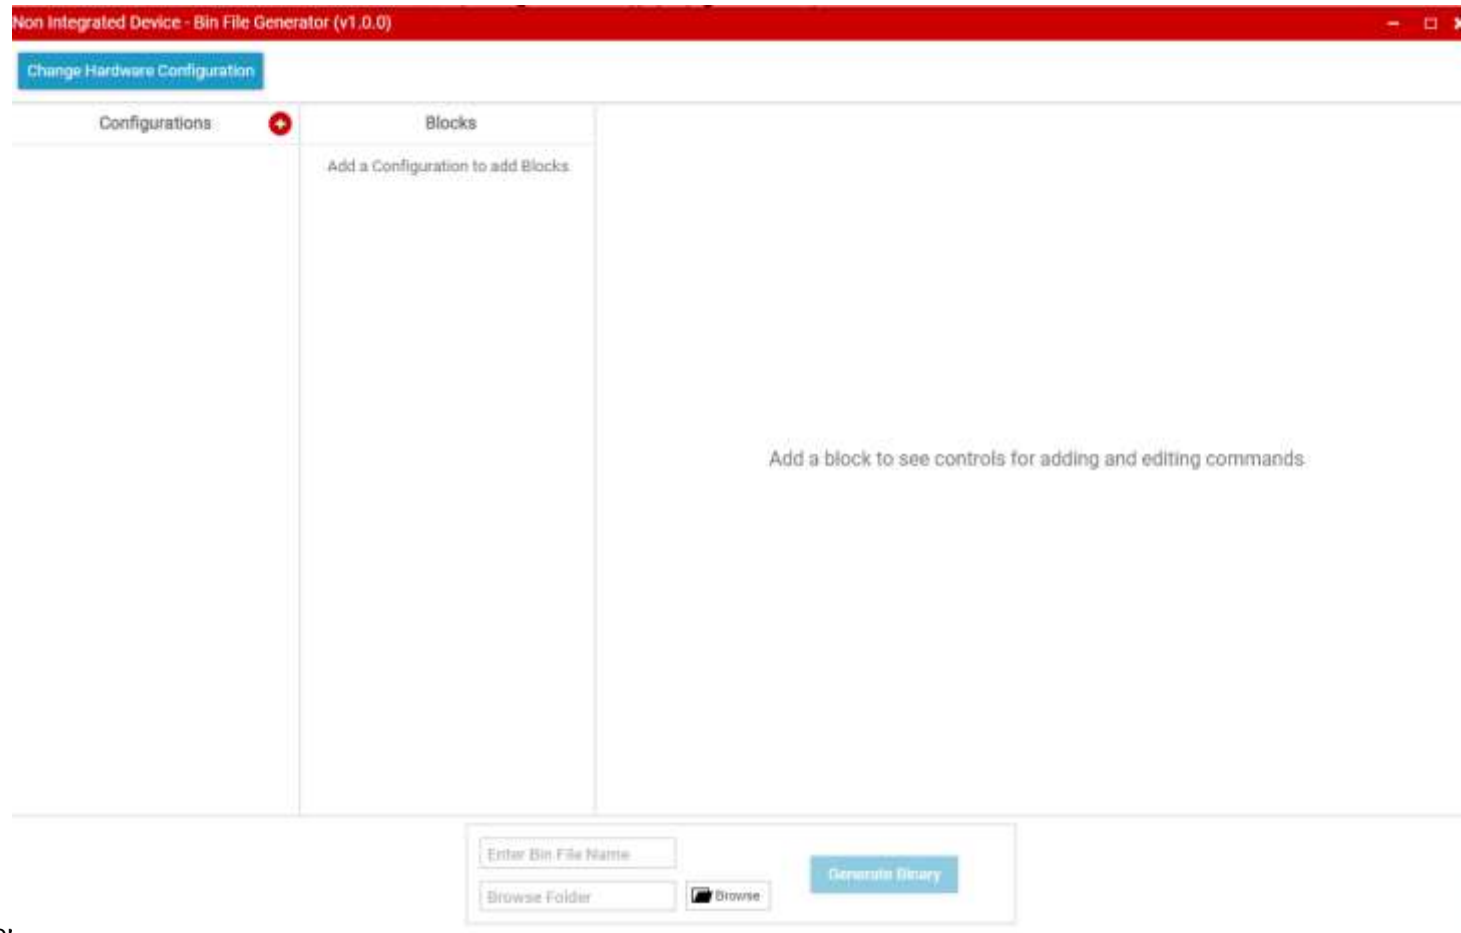 Non Integrated Device - Bin File Generator (v1.0.0)
Change Hardware Configuration
Configurations
Blocks
Add a Configuration to add Blocks
Add a block to see controls for adding and editing commands
Enter Bin File Name
Browse Folder
Browse
Generate Binary